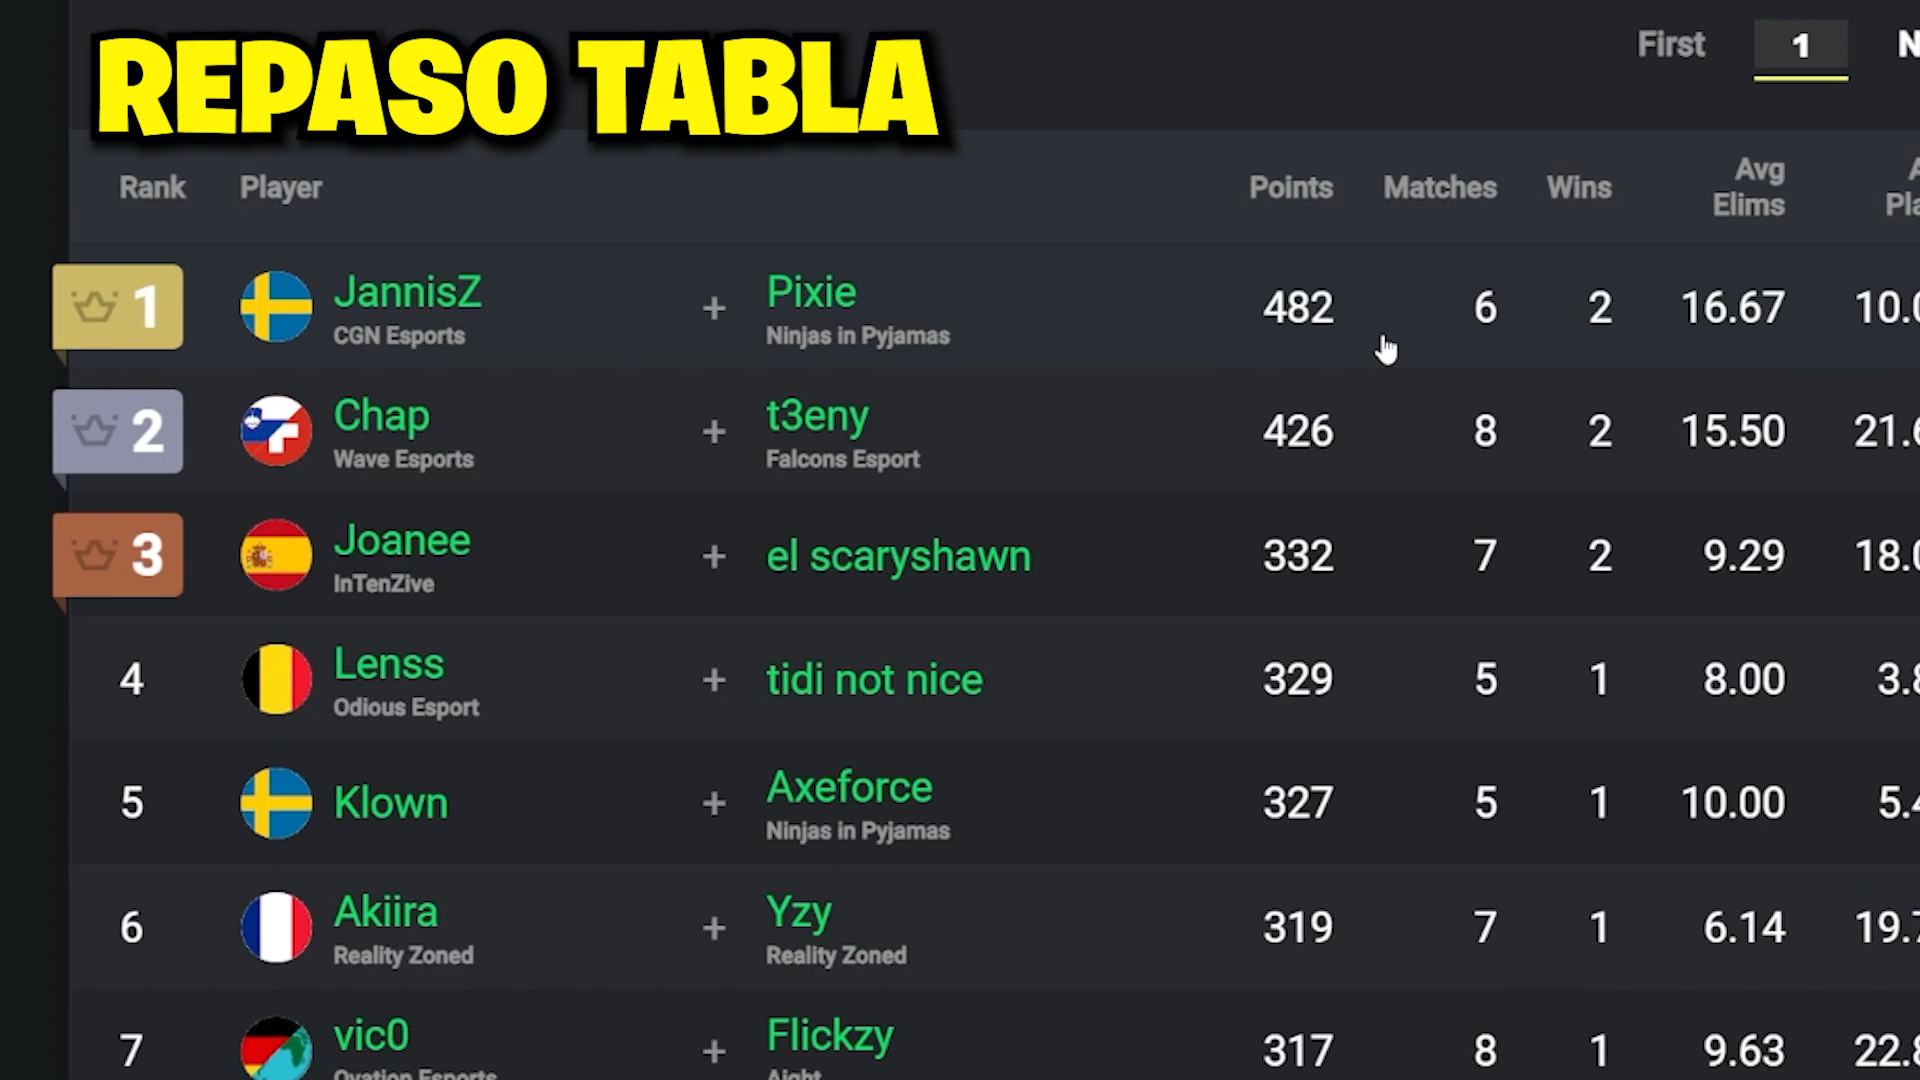 REPASO TABLA
First 1
Rank Player Points Matches Wins Avg Elims
1 JannisZ + Pixie 482 6 2 16.67
CGN Esports Ninjas in Pyjamas
2 Chap + t3eny 426 8 2 15.50
Wave Esports Falcons Esport
3 Joanee + el scaryshawn 332 7 2 9.29
InTenZive
4 Lenss + tidi not nice 329 5 1 8.00
Odious Esport
5 Klown + Axeforce 327 5 1 10.00
Ninjas in Pyjamas
6 Akiira + Yzy 319 7 1 6.14
Reality Zoned Reality Zoned
7 vic0 + Flickzy 317 8 1 9.63
Ovation Esports Aight